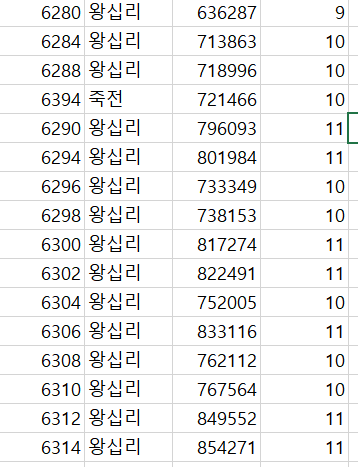 6280 왕십리 636287 9
6284 왕십리 713863 10
6288 왕십리 718996 10
6394 죽전 721466 10
6290 왕십리 796093 11
6294 왕십리 801984 11
6296 왕십리 733349 10
6298 왕십리 738153 10
6300 왕십리 817274 11
6302 왕십리 822491 11
6304 왕십리 752005 10
6306 왕십리 833116 11
6308 왕십리 762112 10
6310 왕십리 767564 10
6312 왕십리 849552 11
6314 왕십리 854271 11